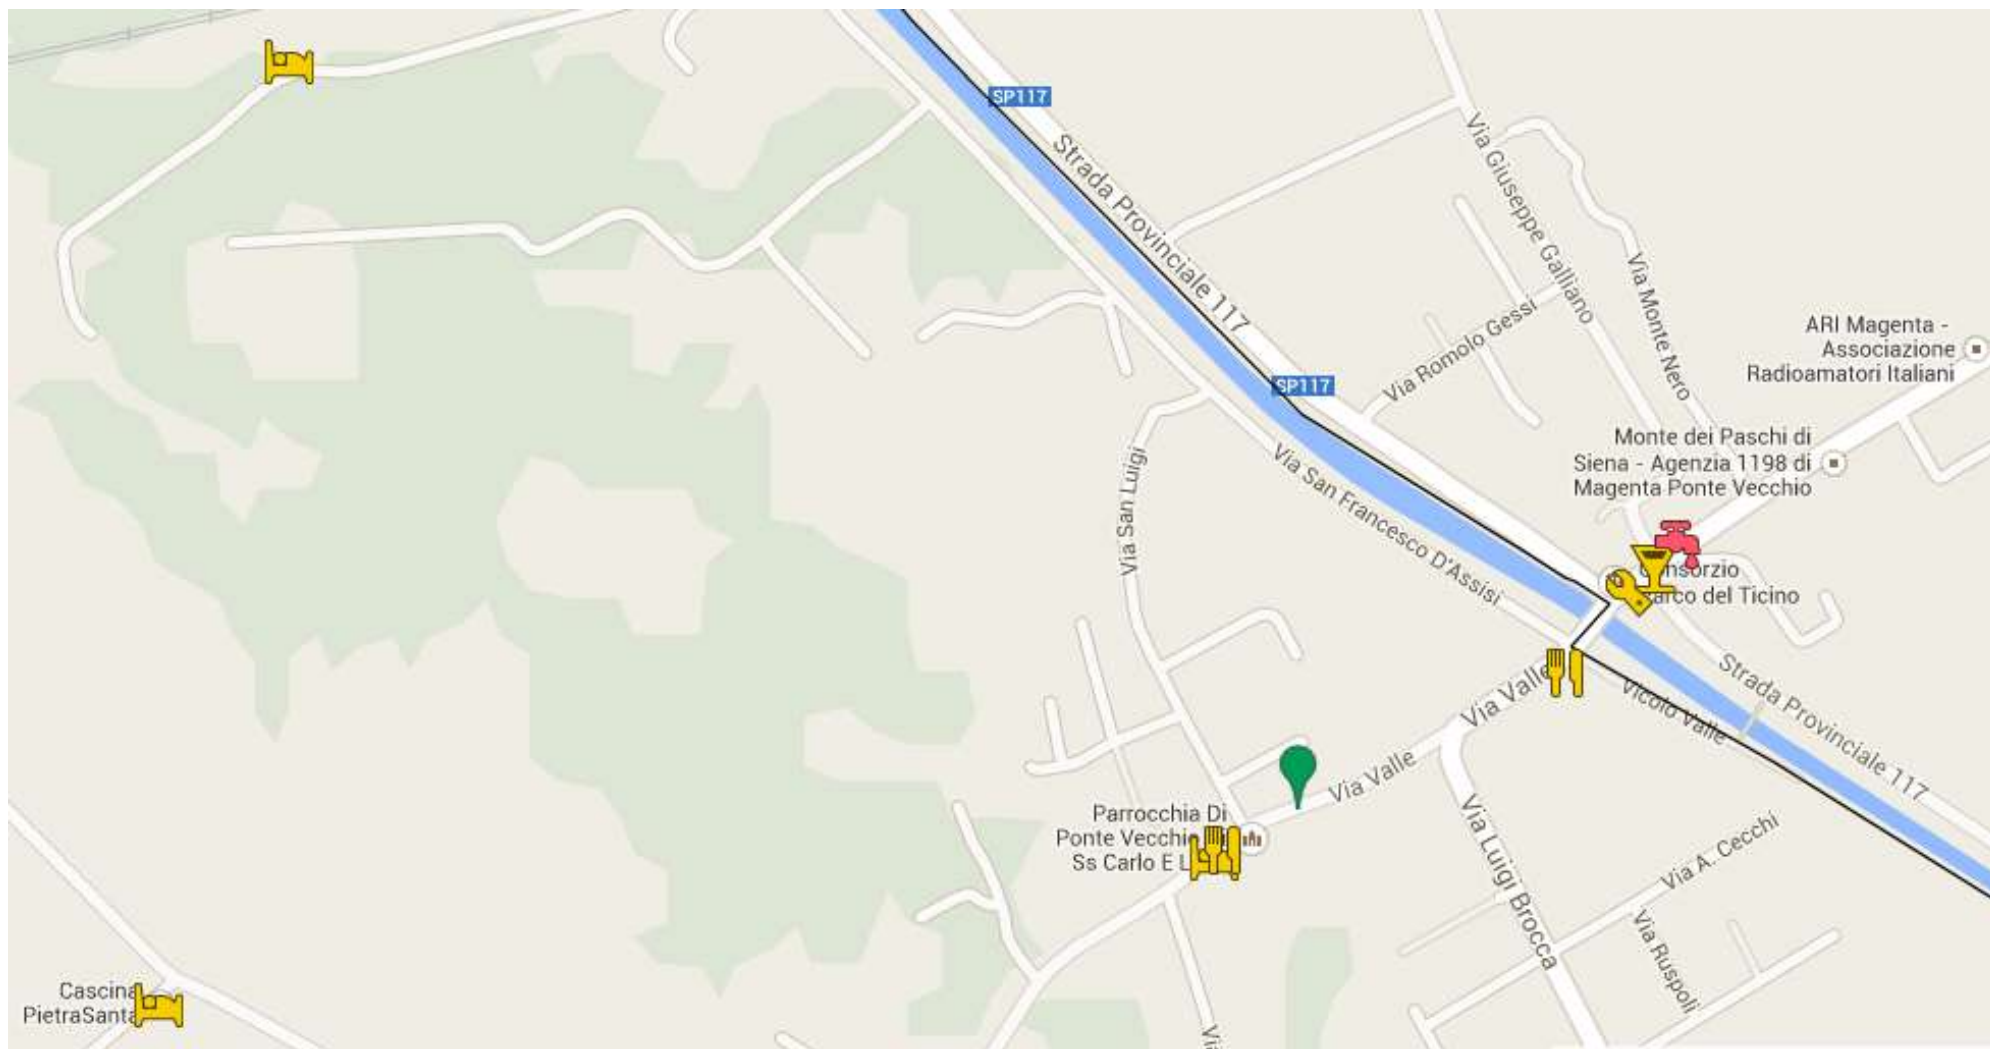 SP117
Strada Provinciale 117
Via Giuseppe Galliano
Via Monte Nero
Via Romolo Gessi
ARI Magenta -
Associazione
Radioamatori Italiani
SP117
Monte dei Paschi di
Siena - Agenzia 1198 di
Magenta Ponte Vecchio
Via San Luigi
Via San Francesco D'Assisi
del Ticino
Via Valle
Vicolo Valle
Strada Provinciale 117
Via Valle
Parrocchia Di
Ponte
Ss Carlo E
Via Luigi Brocca
Via A. Cecchi
Via Ruspoli
Cascina
PietraSanta